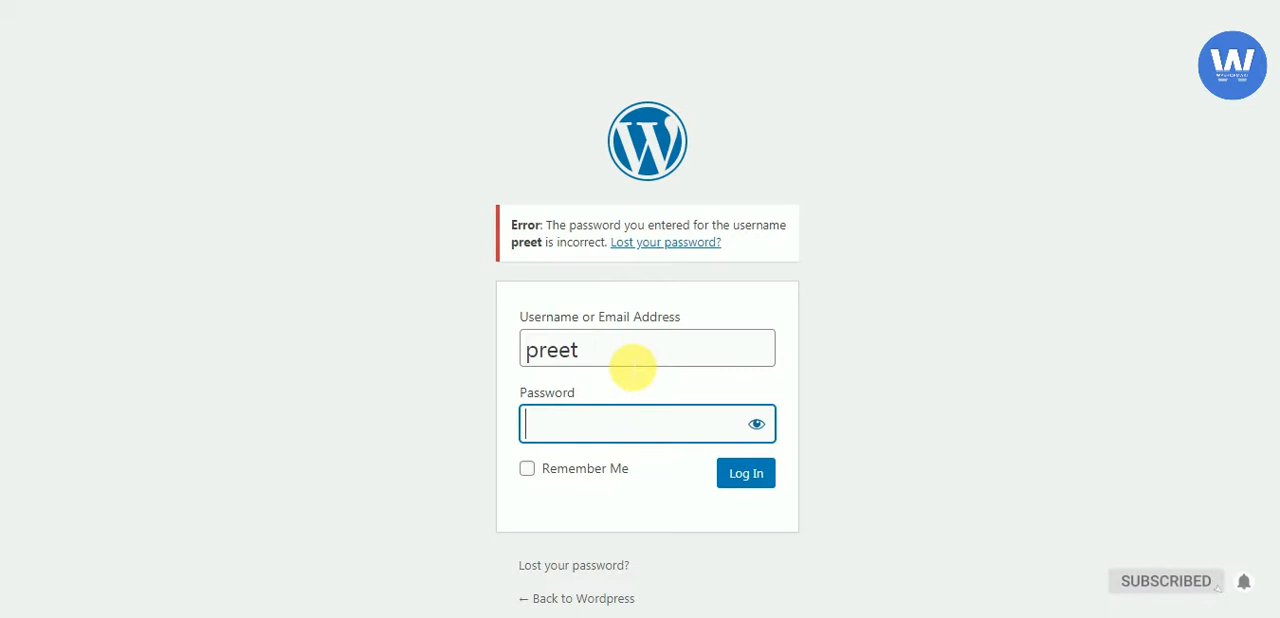 W
Error: The password you entered for the username
preet is incorrect. Lost your password?
Username or Email Address
preet
Password
Remember Me
Log In
Lost your password?
← Back to Wordpress
SUBSCRIBED